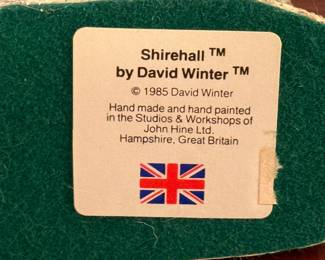 Shirehall ™
by David Winter ™
© 1985 David Winter
Hand made and hand painted
in the Studios & Workshops of
John Hine Ltd.
Hampshire, Great Britain